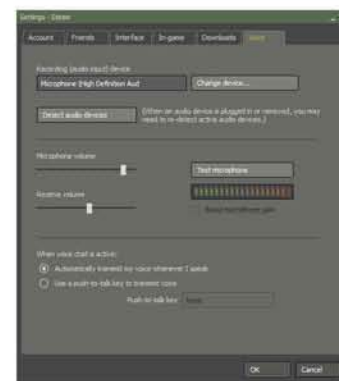 Settings - Steam
Account Friends Interface In-game Downloads Voice
Recording (audio input) device
Microphone (High Definition Aud
Change device...
Detect audio devices
(When an audio device is plugged in or removed, you may
need to re-detect active audio devices.)
Microphone volume
Test microphone
Receive volume
Boost microphone gain
When voice chat is active:
Automatically transmit my voice whenever I speak
Use a push-to-talk key to transmit voice
Push-to-talk key:
OK Cancel